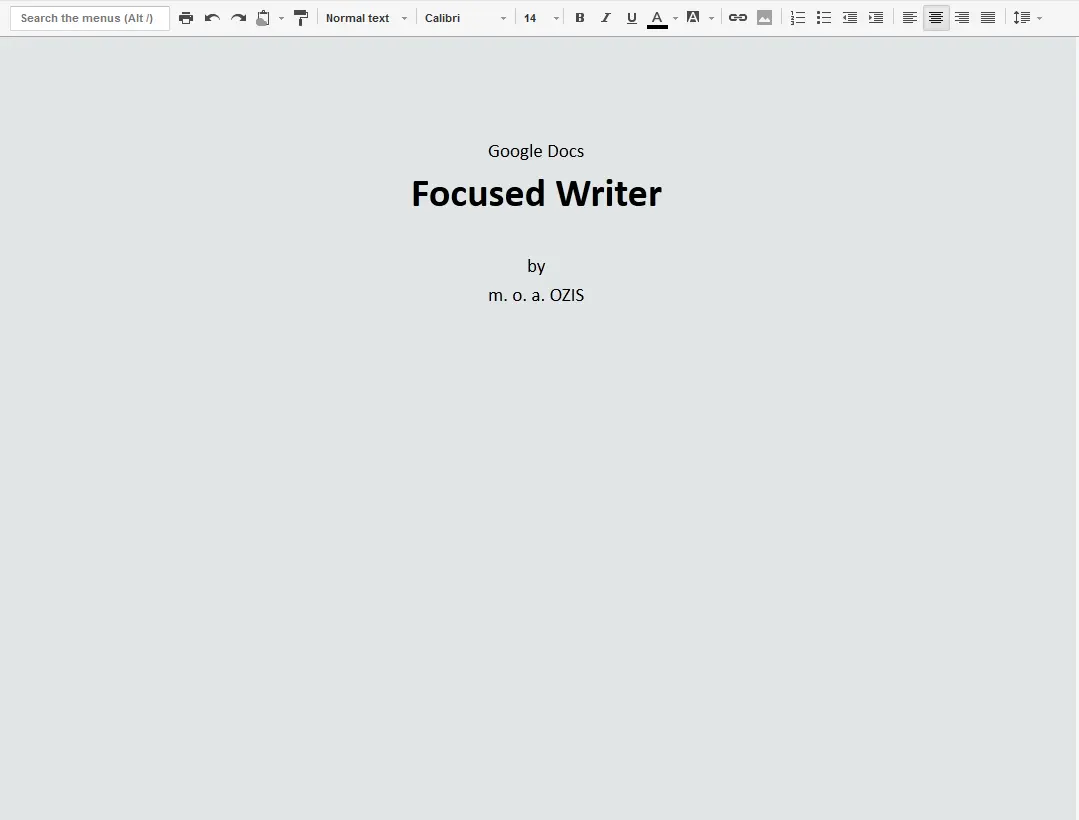 Search the menus (Alt /) Normal text Calibri 14 B I U A A
Google Docs
Focused Writer
by
m. o. a. OZIS